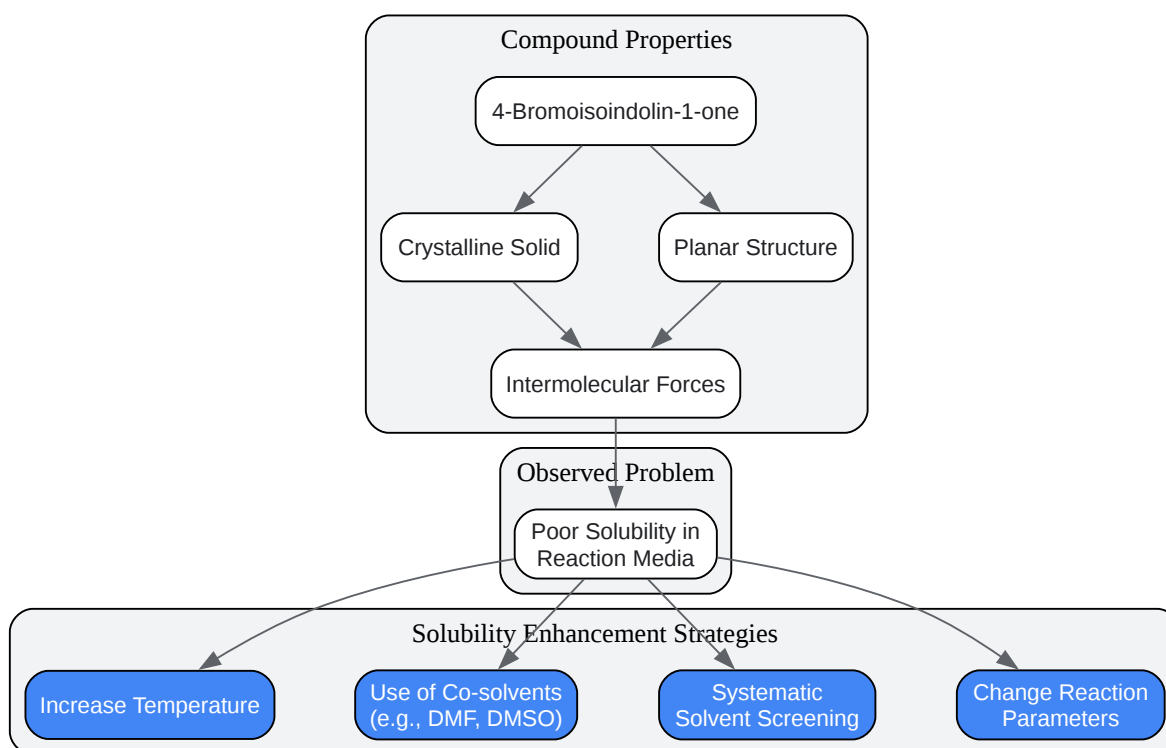 Compound Properties
4-Bromoisoindolin-1-one
Crystalline Solid
Planar Structure
Intermolecular Forces
Observed Problem
Poor Solubility in
Reaction Media
Solubility Enhancement Strategies
Increase Temperature
Use of Co-solvents
(e.g., DMF, DMSO)
Systematic
Solvent Screening
Change Reaction
Parameters